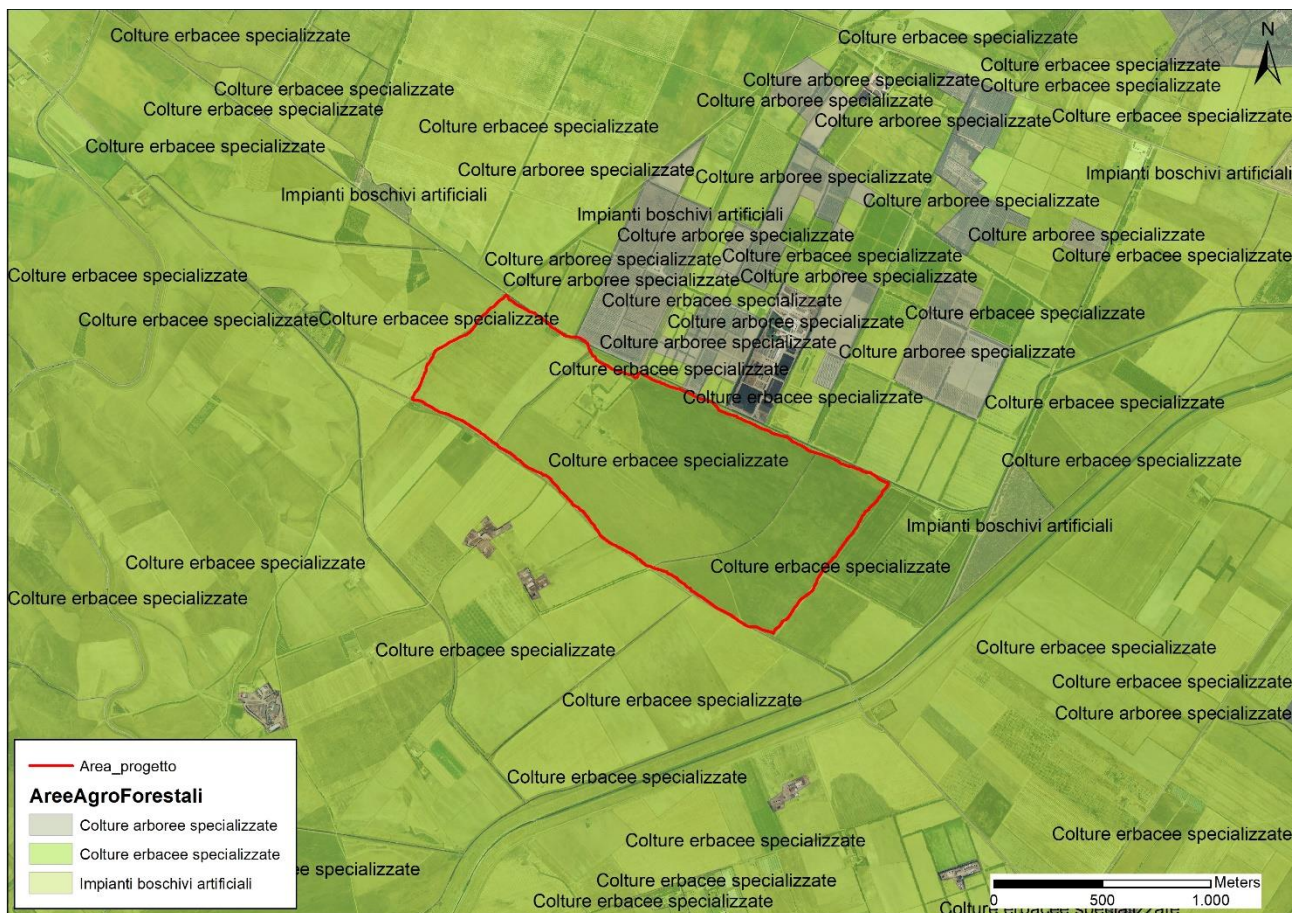 Colture erbacee specializzate
Colture erbacee specializzate
N
Colture erbacee specializzate
Colture arboree specializzate
Colture erbacee specializzate
Colture erbacee specializzate
Colture arboree specializzate
Colture erbacee specializzate
Colture erbacee specializzate
Colture arboree specializzate
Colture erbacee specializzate
Colture erbacee specializzate
Colture arboree specializzate
Colture arboree specializzate
Impianti boschivi artificiali
Impianti boschivi artificiali
Colture arboree specializzate
Impianti boschivi artificiali
Colture arboree specializzate
Colture arboree specializzate
Colture arboree specializzate
Colture erbacee specializzate
Colture erbacee specializzate
Colture erbacee specializzate
Colture arboree specializzate
Colture arboree specializzate
Colture erbacee specializzate
Colture erbacee specializzate
Colture erbacee specializzate
Colture erbacee specializzate
Colture arboree specializzate
Colture arboree specializzate
Colture arboree specializzate
Colture erbacee specializzate
Colture erbacee specializzate
Colture erbacee specializzate
Colture erbacee specializzate
Colture erbacee specializzate
Impianti boschivi artificiali
Colture erbacee specializzate
Colture erbacee specializzate
Colture erbacee specializzate
Colture erbacee specializzate
Colture erbacee specializzate
Colture erbacee specializzate
Colture erbacee specializzate
Colture arboree specializzate
Colture erbacee specializzate
Colture erbacee specializzate
Colture erbacee specializzate
ee specializzate
Colture erbacee specializzate
Colture erbacee specializzate
Colture erbacee
Area_progetto
AreeAgroForestali
Colture arboree specializzate
Colture erbacee specializzate
Impianti boschivi artificiali
Meters
0 500 1.000